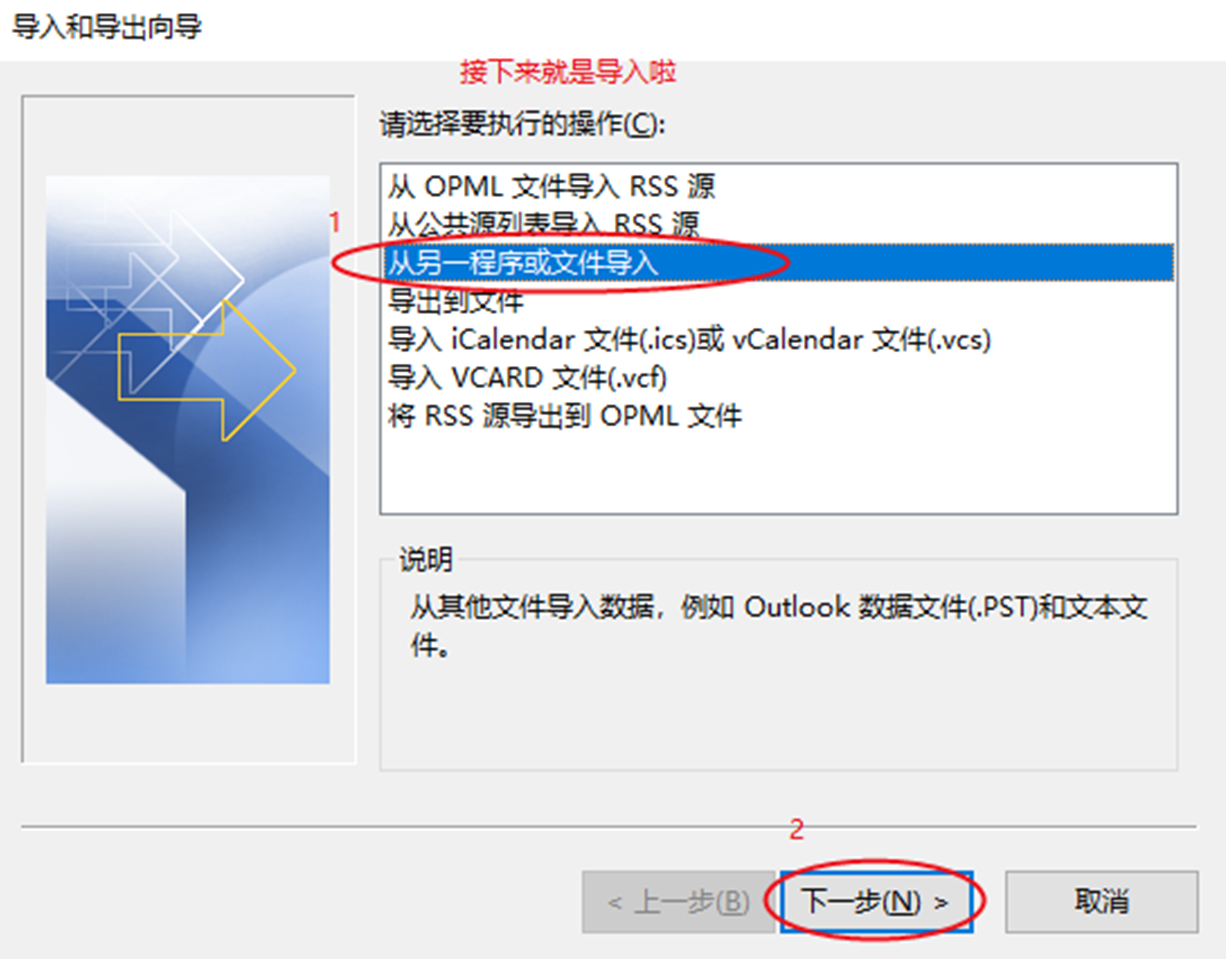 导入和导出向导
接下来就是导入啦
请选择要执行的操作(C):
从 OPML 文件导入 RSS 源
1
从公共源列表导入 RSS 源
从另一程序或文件导入
导出到文件
导入 iCalendar 文件(.ics)或 vCalendar 文件(.vcs)
导入 VCARD 文件(.vcf)
将 RSS 源导出到 OPML 文件
说明
从其他文件导入数据，例如 Outlook 数据文件(.PST)和文本文
件。
2
< 上一步(B)
下一步(N) >
取消